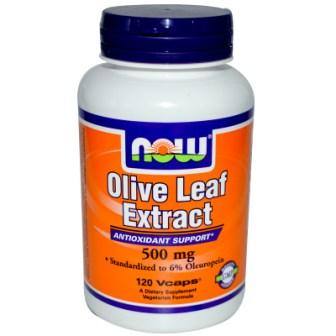 NOW
Olive Leaf
Extract
ANTIOXIDANT SUPPORT*
500 mg
• Standardized to 6% Oleuropein
120 Vcaps®
A Dietary Supplement
Vegetarian Formula